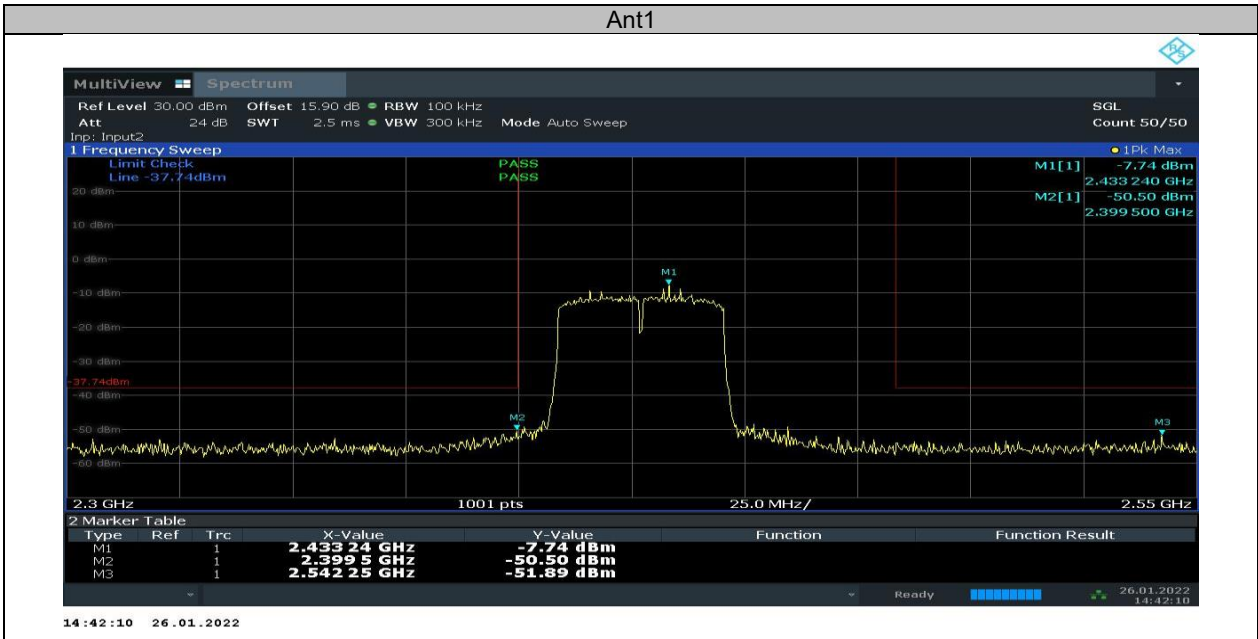 Ant1
R&S
MultiView Spectrum
Ref Level 30.00 dBm Offset 15.90 dB RBW 100 kHz SGL
Att 24 dB SWT 2.5 ms VBW 300 kHz Mode Auto Sweep Count 50/50
Inp: Input2
1 Frequency Sweep 1Pk Max
Limit Check PASS M1[1] -7.74 dBm
Line -37.74dBm PASS 2.433 240 GHz
20 dBm M2[1] -50.50 dBm
2.399 500 GHz
10 dBm
0 dBm
M1
-10 dBm
-20 dBm
-30 dBm
-37.74dBm
-40 dBm
M2
M3
-50 dBm
-60 dBm
2.3 GHz 1001 pts 25.0 MHz/ 2.55 GHz
2 Marker Table
Type Ref Trc X-Value Y-Value Function Function Result
M1 1 2.433 24 GHz -7.74 dBm
M2 1 2.399 5 GHz -50.50 dBm
M3 1 2.542 25 GHz -51.89 dBm
Ready 26.01.2022
14:42:10
14:42:10 26.01.2022